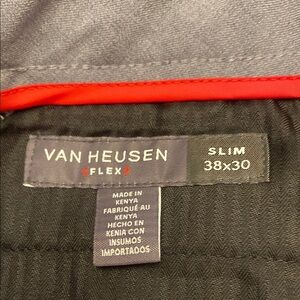 VAN HEUSEN
FLEX
SLIM
38x30
MADE IN
KENYA
FABRIQUÉ AU
KENYA
HECHO EN
KENIA CON
INSUMOS
IMPORTADOS